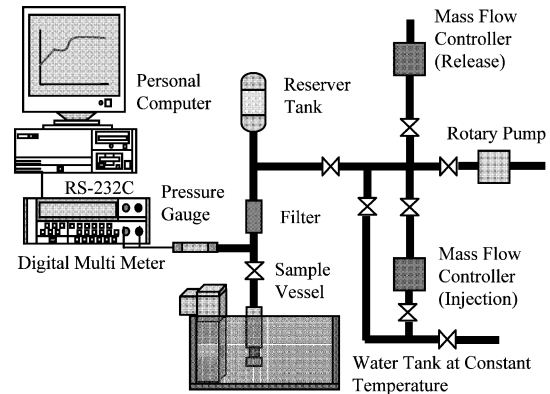 Mass Flow
Controller
(Release)
Reserver
Tank
Personal
Computer
Rotary Pump
RS-232C
Pressure
Gauge
Filter
Digital Multi Meter
Sample
Vessel
Mass Flow
Controller
(Injection)
Water Tank at Constant
Temperature